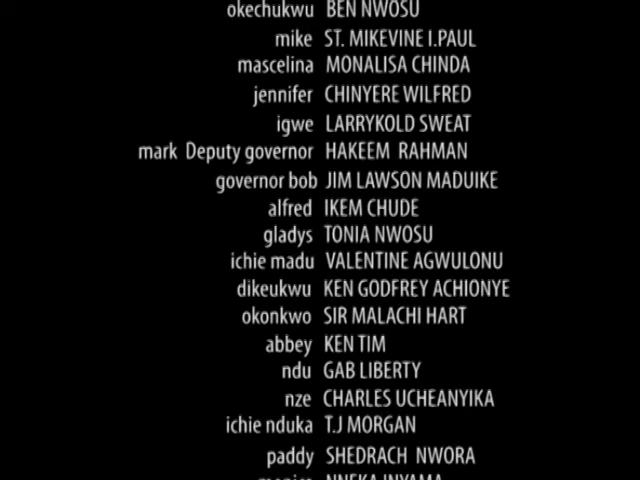 okechukwu BEN NWOSU
mike ST. MIKEVINE I.PAUL
mascelina MONALISA CHINDA
jennifer CHINYERE WILFRED
igwe LARRYKOLD SWEAT
mark Deputy governor HAKEEM RAHMAN
governor bob JIM LAWSON MADUIKE
alfred IKEM CHUDE
gladys TONIA NWOSU
ichie madu VALENTINE AGWULONU
dikeukwu KEN GODFREY ACHIONYE
okonkwo SIR MALACHI HART
abbey KEN TIM
ndu GAB LIBERTY
nze CHARLES UCHEANYIKA
ichie nduka T.J MORGAN
paddy SHEDRACH NWORA
NNEKA INYAMA